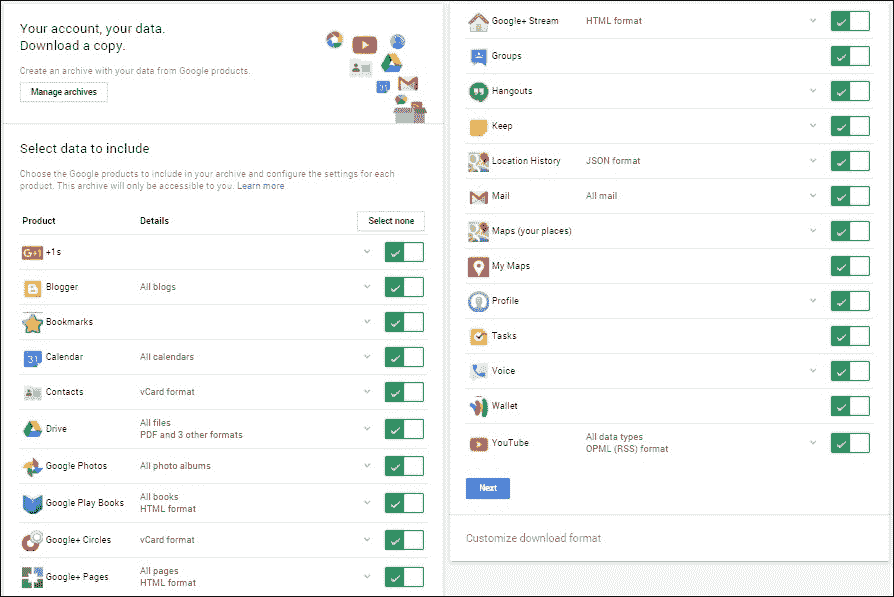 Your account, your data.
Download a copy.
Create an archive with your data from Google products.
Manage archives
31
Select data to include
Choose the Google products to include in your archive and configure the settings for each
product. This archive will only be accessible to you. Learn more
Product Details Select none
G+1 +1s
Blogger All blogs
Bookmarks
31 Calendar All calendars
Contacts vCard format
Drive All files
PDF and 3 other formats
Google Photos All photo albums
Google Play Books All books
HTML format
Google+ Circles vCard format
Google+ Pages All pages
HTML format
Google+ Stream HTML format
Groups
Hangouts
Keep
Location History JSON format
Mail All mail
Maps (your places)
My Maps
Profile
Tasks
Voice
Wallet
YouTube All data types
OPML (RSS) format
Next
Customize download format